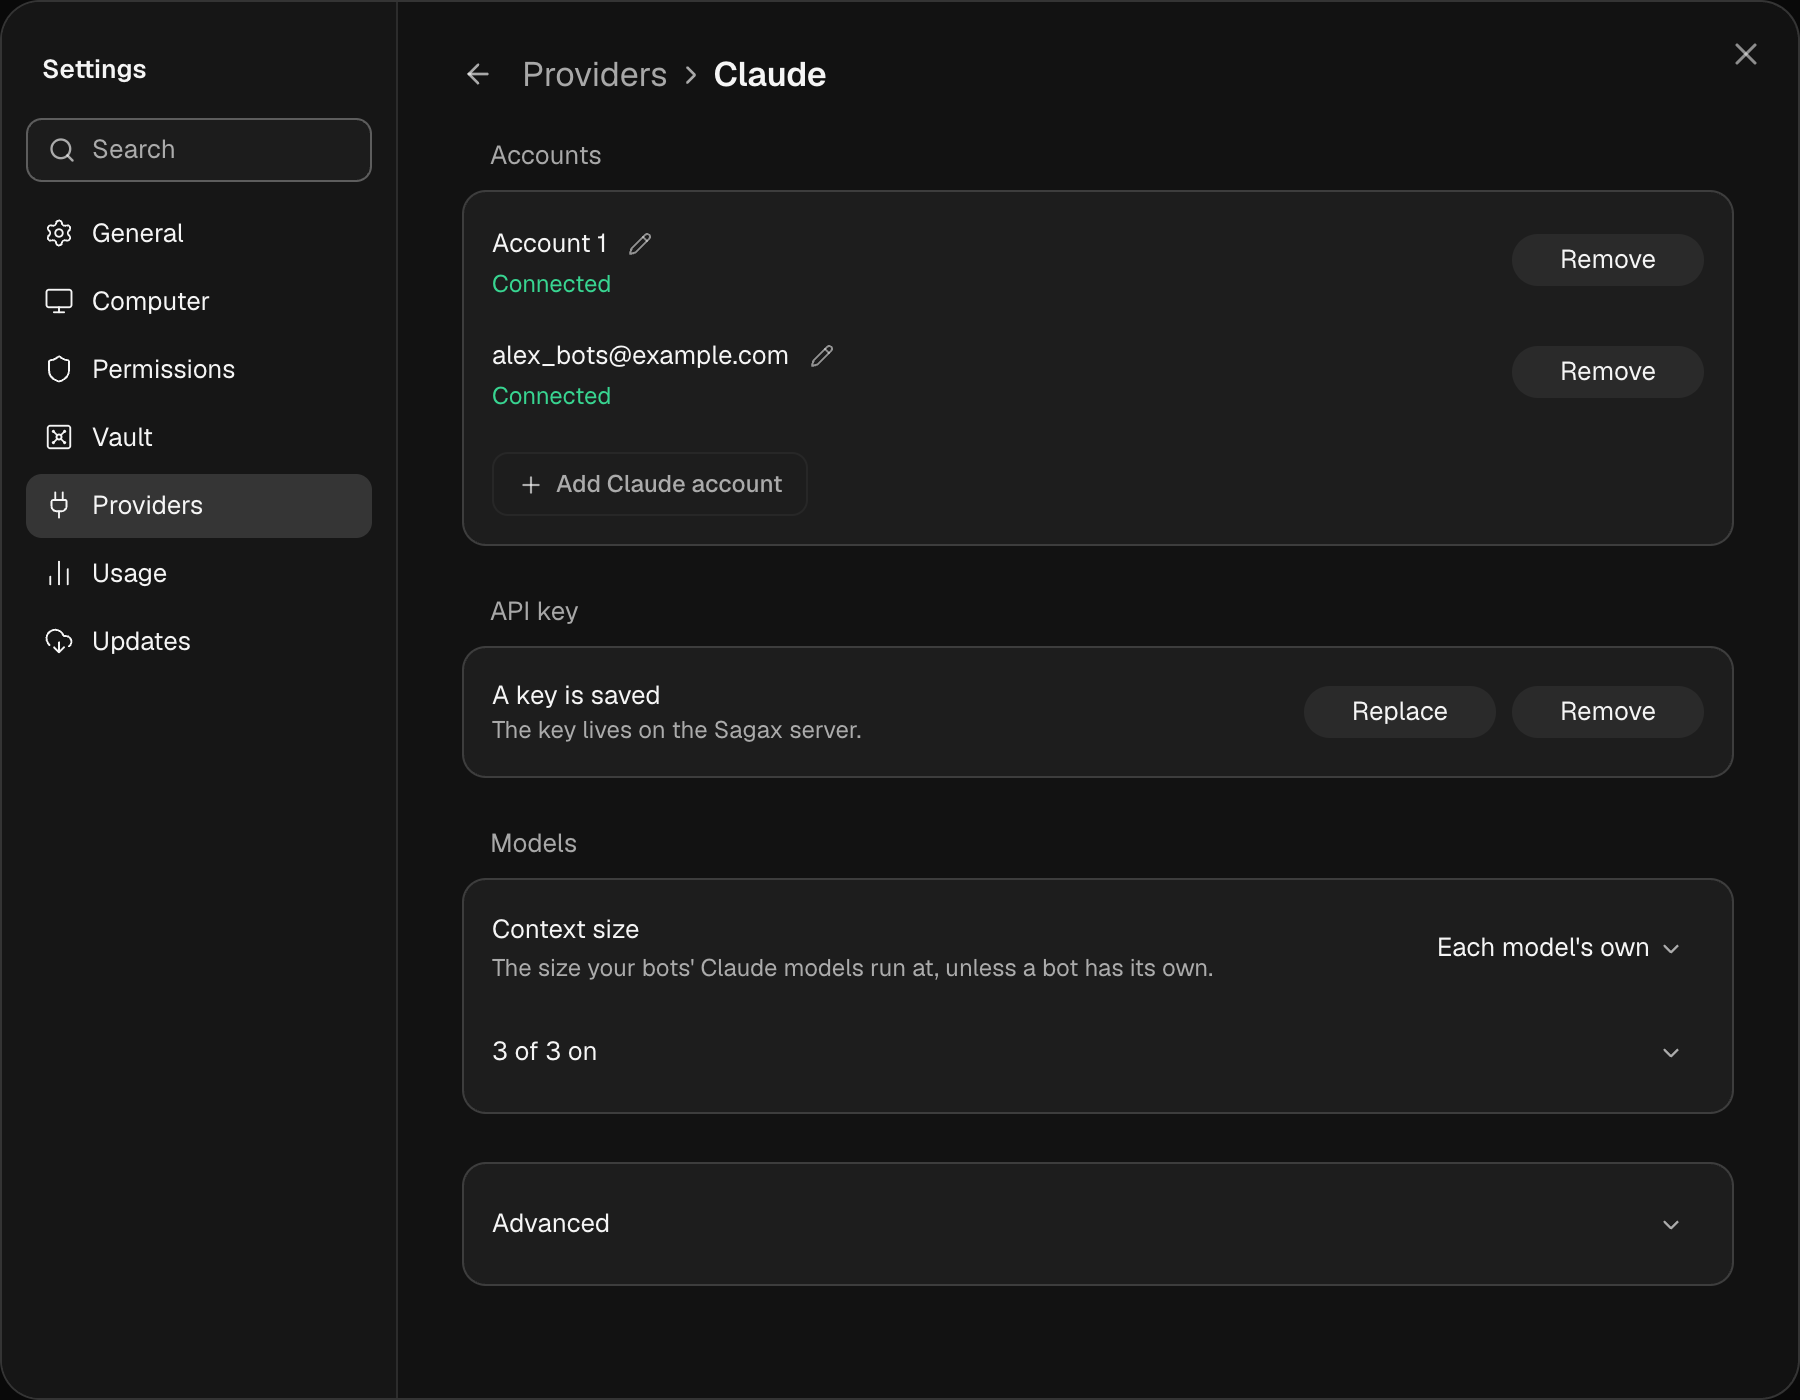 Settings
Search
General
Computer
Permissions
Vault
Providers
Usage
Updates
Providers > Claude
Accounts
Account 1
Connected
Remove
alex_bots@example.com
Connected
Remove
+ Add Claude account
API key
A key is saved
The key lives on the Sagax server.
Replace
Remove
Models
Context size
The size your bots' Claude models run at, unless a bot has its own.
Each model's own
3 of 3 on
Advanced